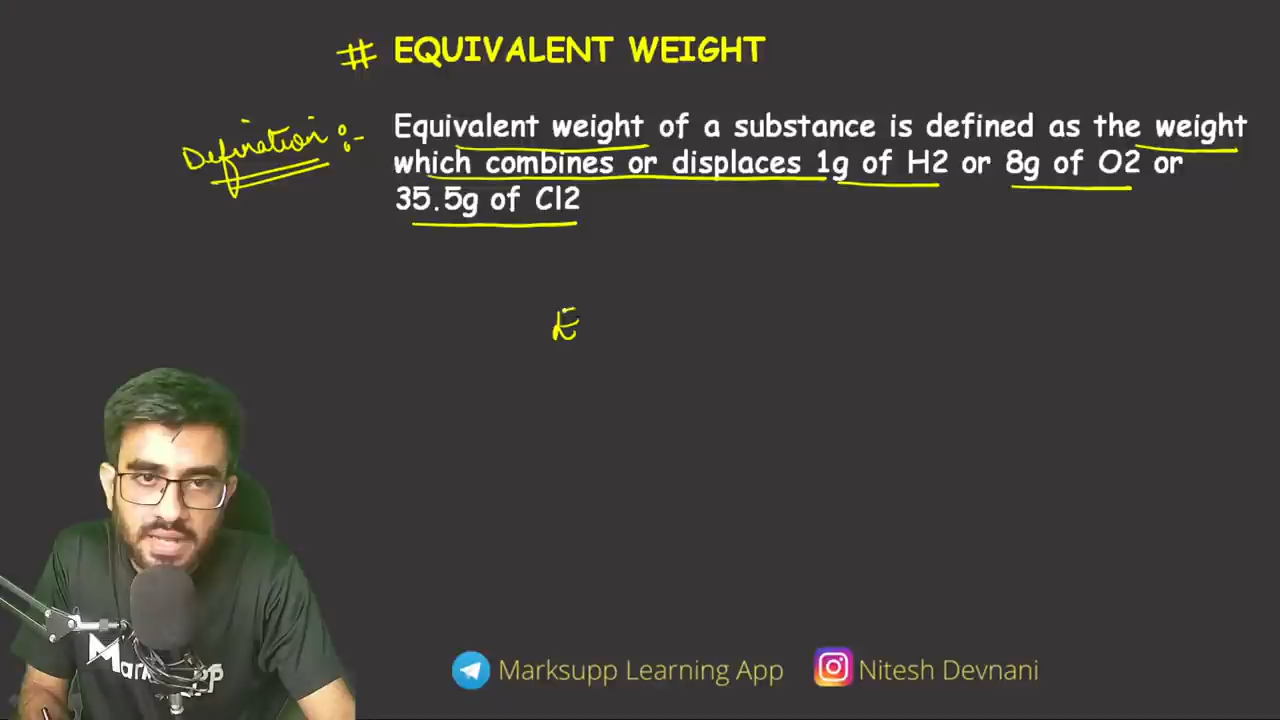 # EQUIVALENT WEIGHT
Defination :-
Equivalent weight of a substance is defined as the weight
which combines or displaces 1g of H2 or 8g of O2 or
35.5g of Cl2
E
Marksupp
Marksupp Learning App
Nitesh Devnani